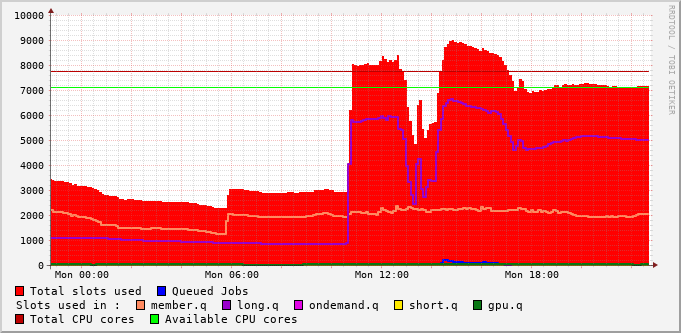 10000
9000
8000
7000
6000
5000
4000
3000
2000
1000
0
Mon 00:00 Mon 06:00 Mon 12:00 Mon 18:00
Total slots used Queued Jobs
Slots used in : member.q long.q ondemand.q short.q gpu.q
Total CPU cores Available CPU cores
RRDTOOL / TOBI OETIKER